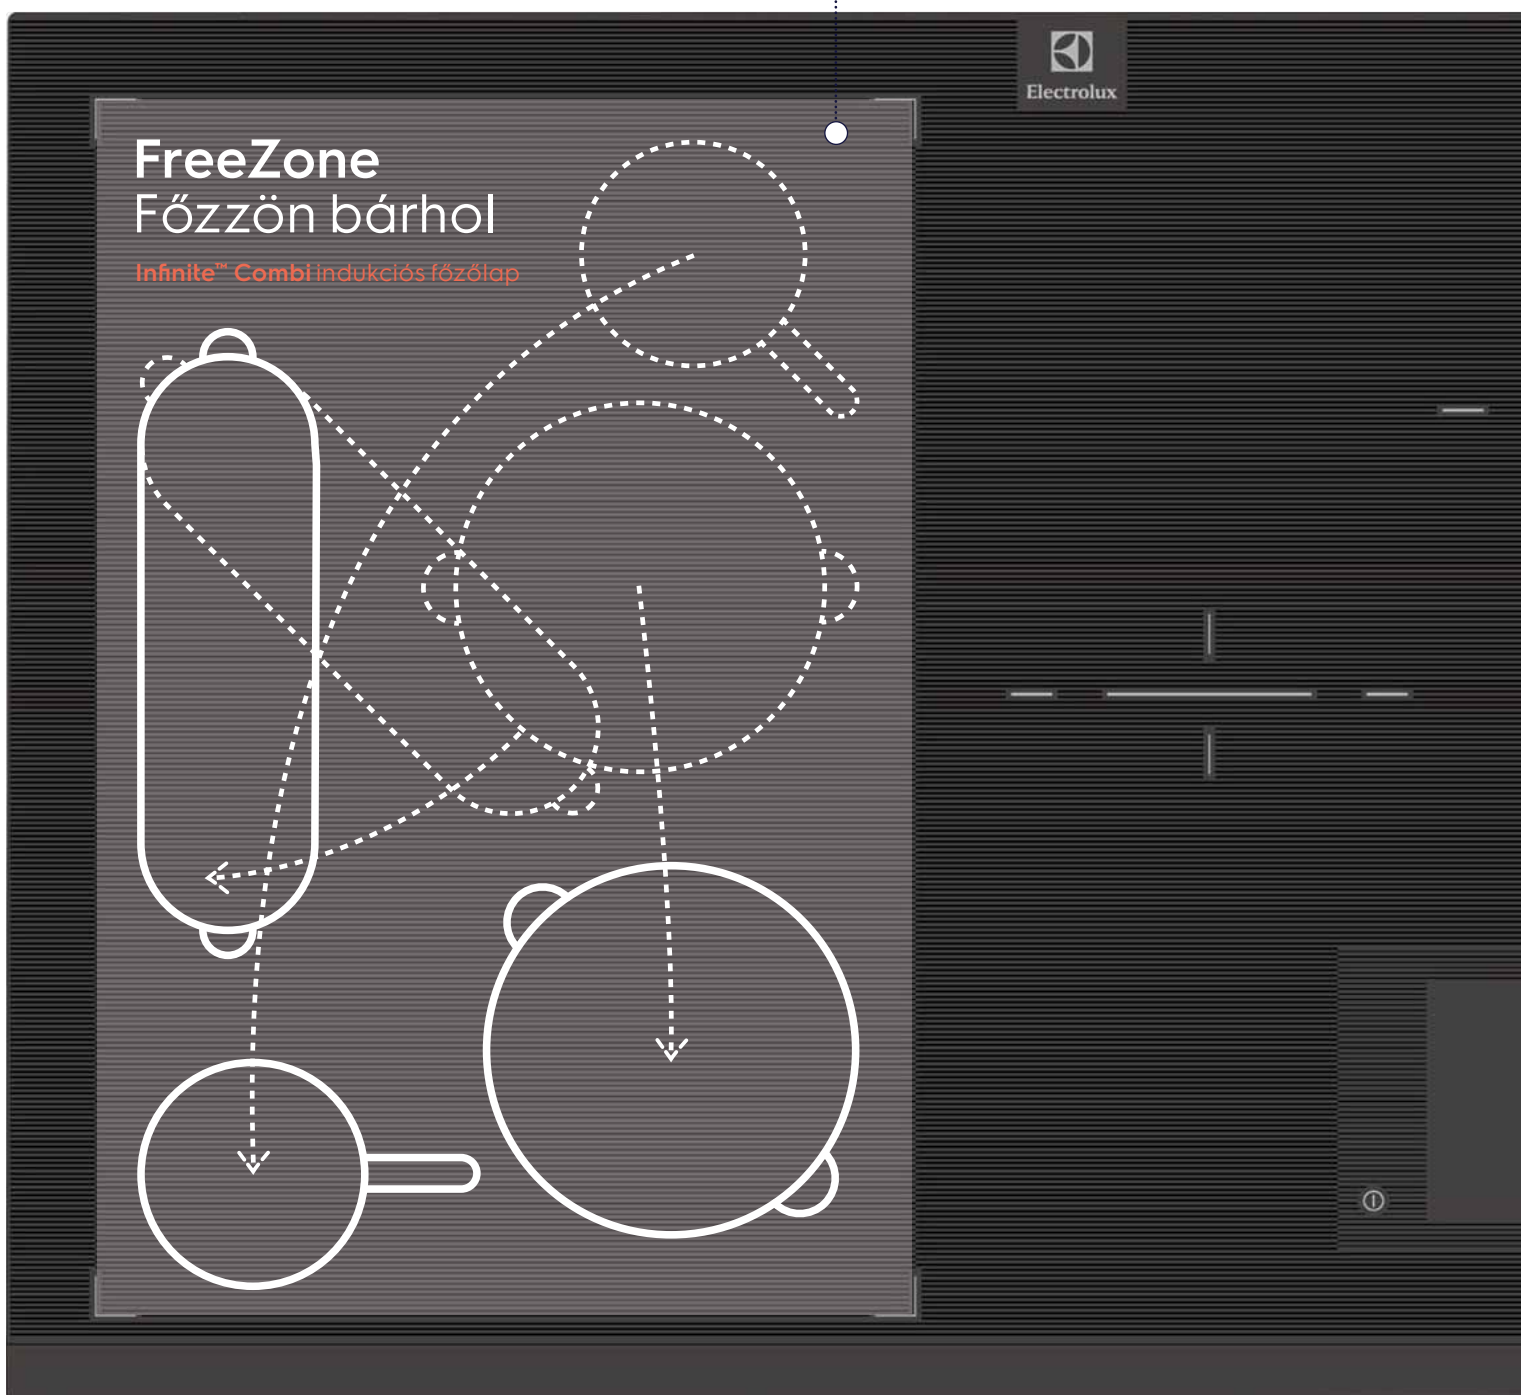 Electrolux
FreeZone
Főzzön bárhol
Infinite™ Combi indukciós főzőlap